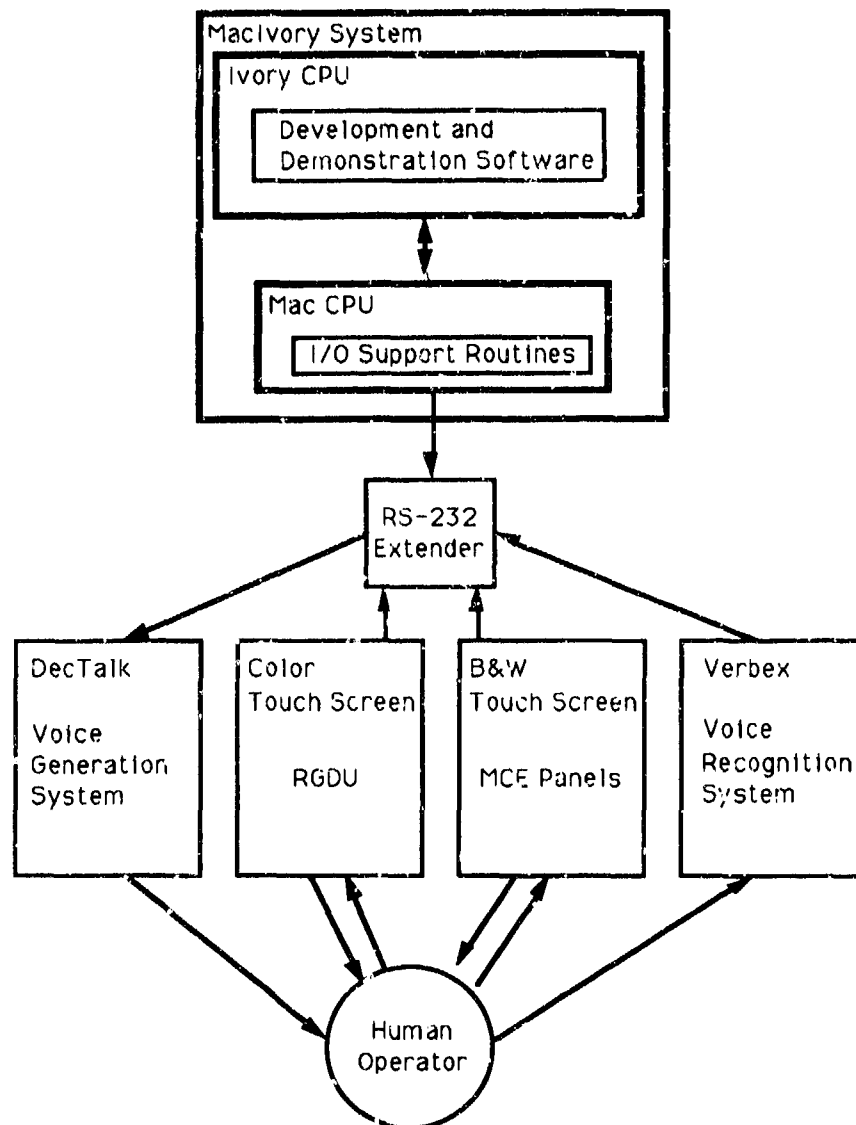 MacIvory System
Ivory CPU
Development and
Demonstration Software
Mac CPU
I/O Support Routines
RS-232
Extender
DecTalk
Voice
Generation
System
Color
Touch Screen
RGDU
B&W
Touch Screen
MCE Panels
Verbex
Voice
Recognition
System
Human
Operator